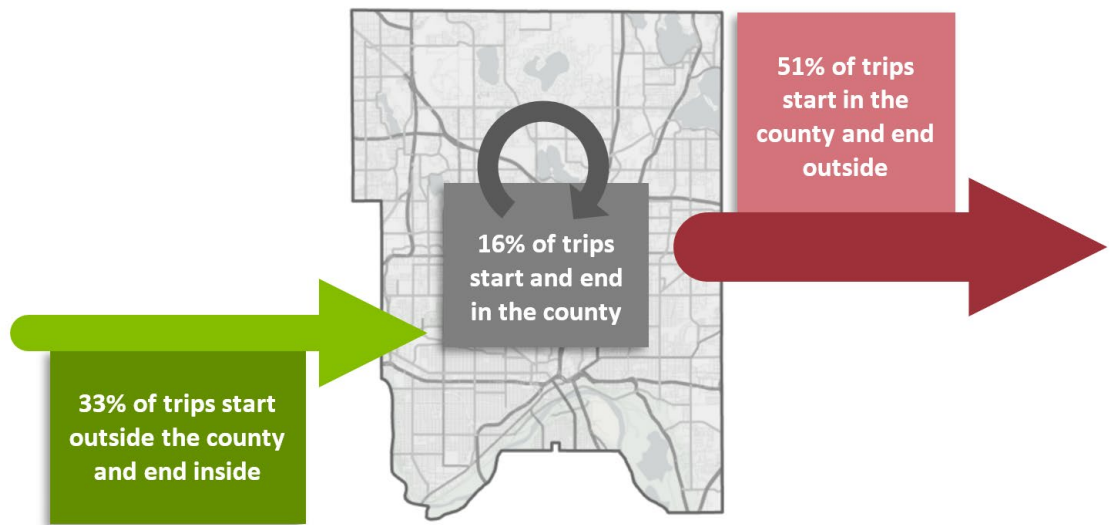 51% of trips
start in the
county and end
outside
16% of trips
start and end
in the county
33% of trips start
outside the county
and end inside